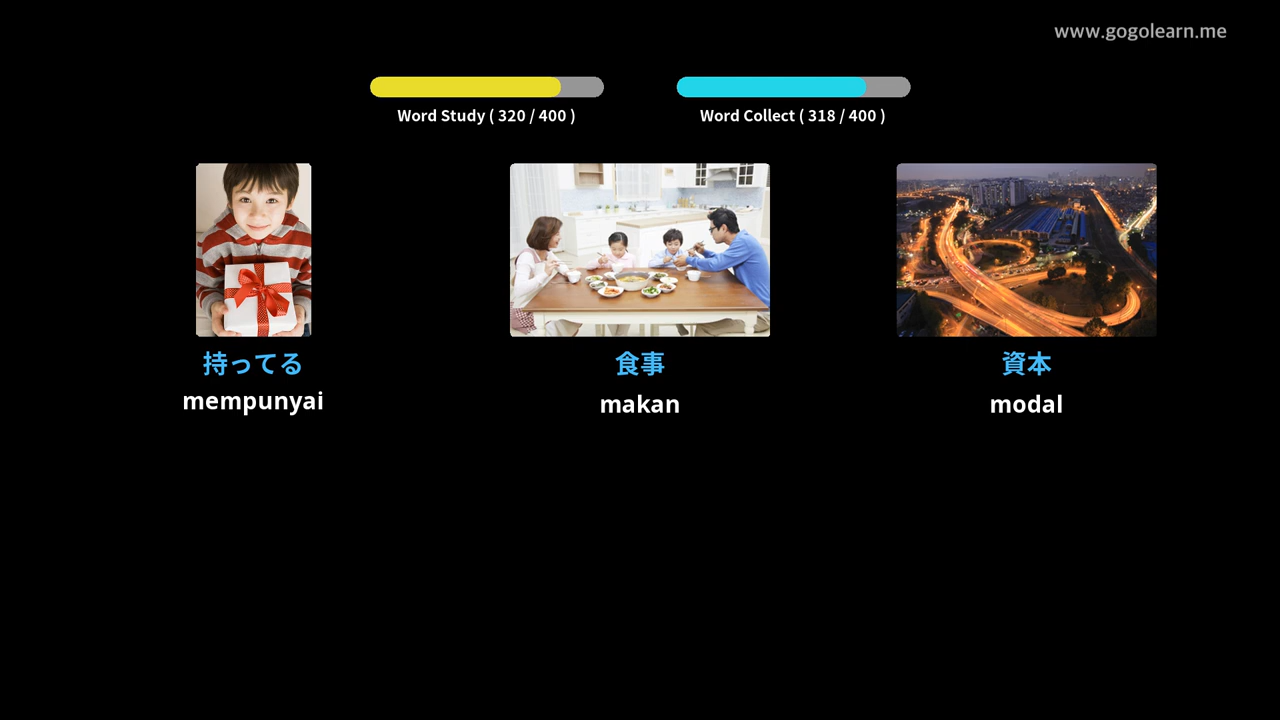 www.gogolearn.me
Word Study ( 320 / 400 )
Word Collect ( 318 / 400 )
持ってる
mempunyai
食事
makan
資本
modal